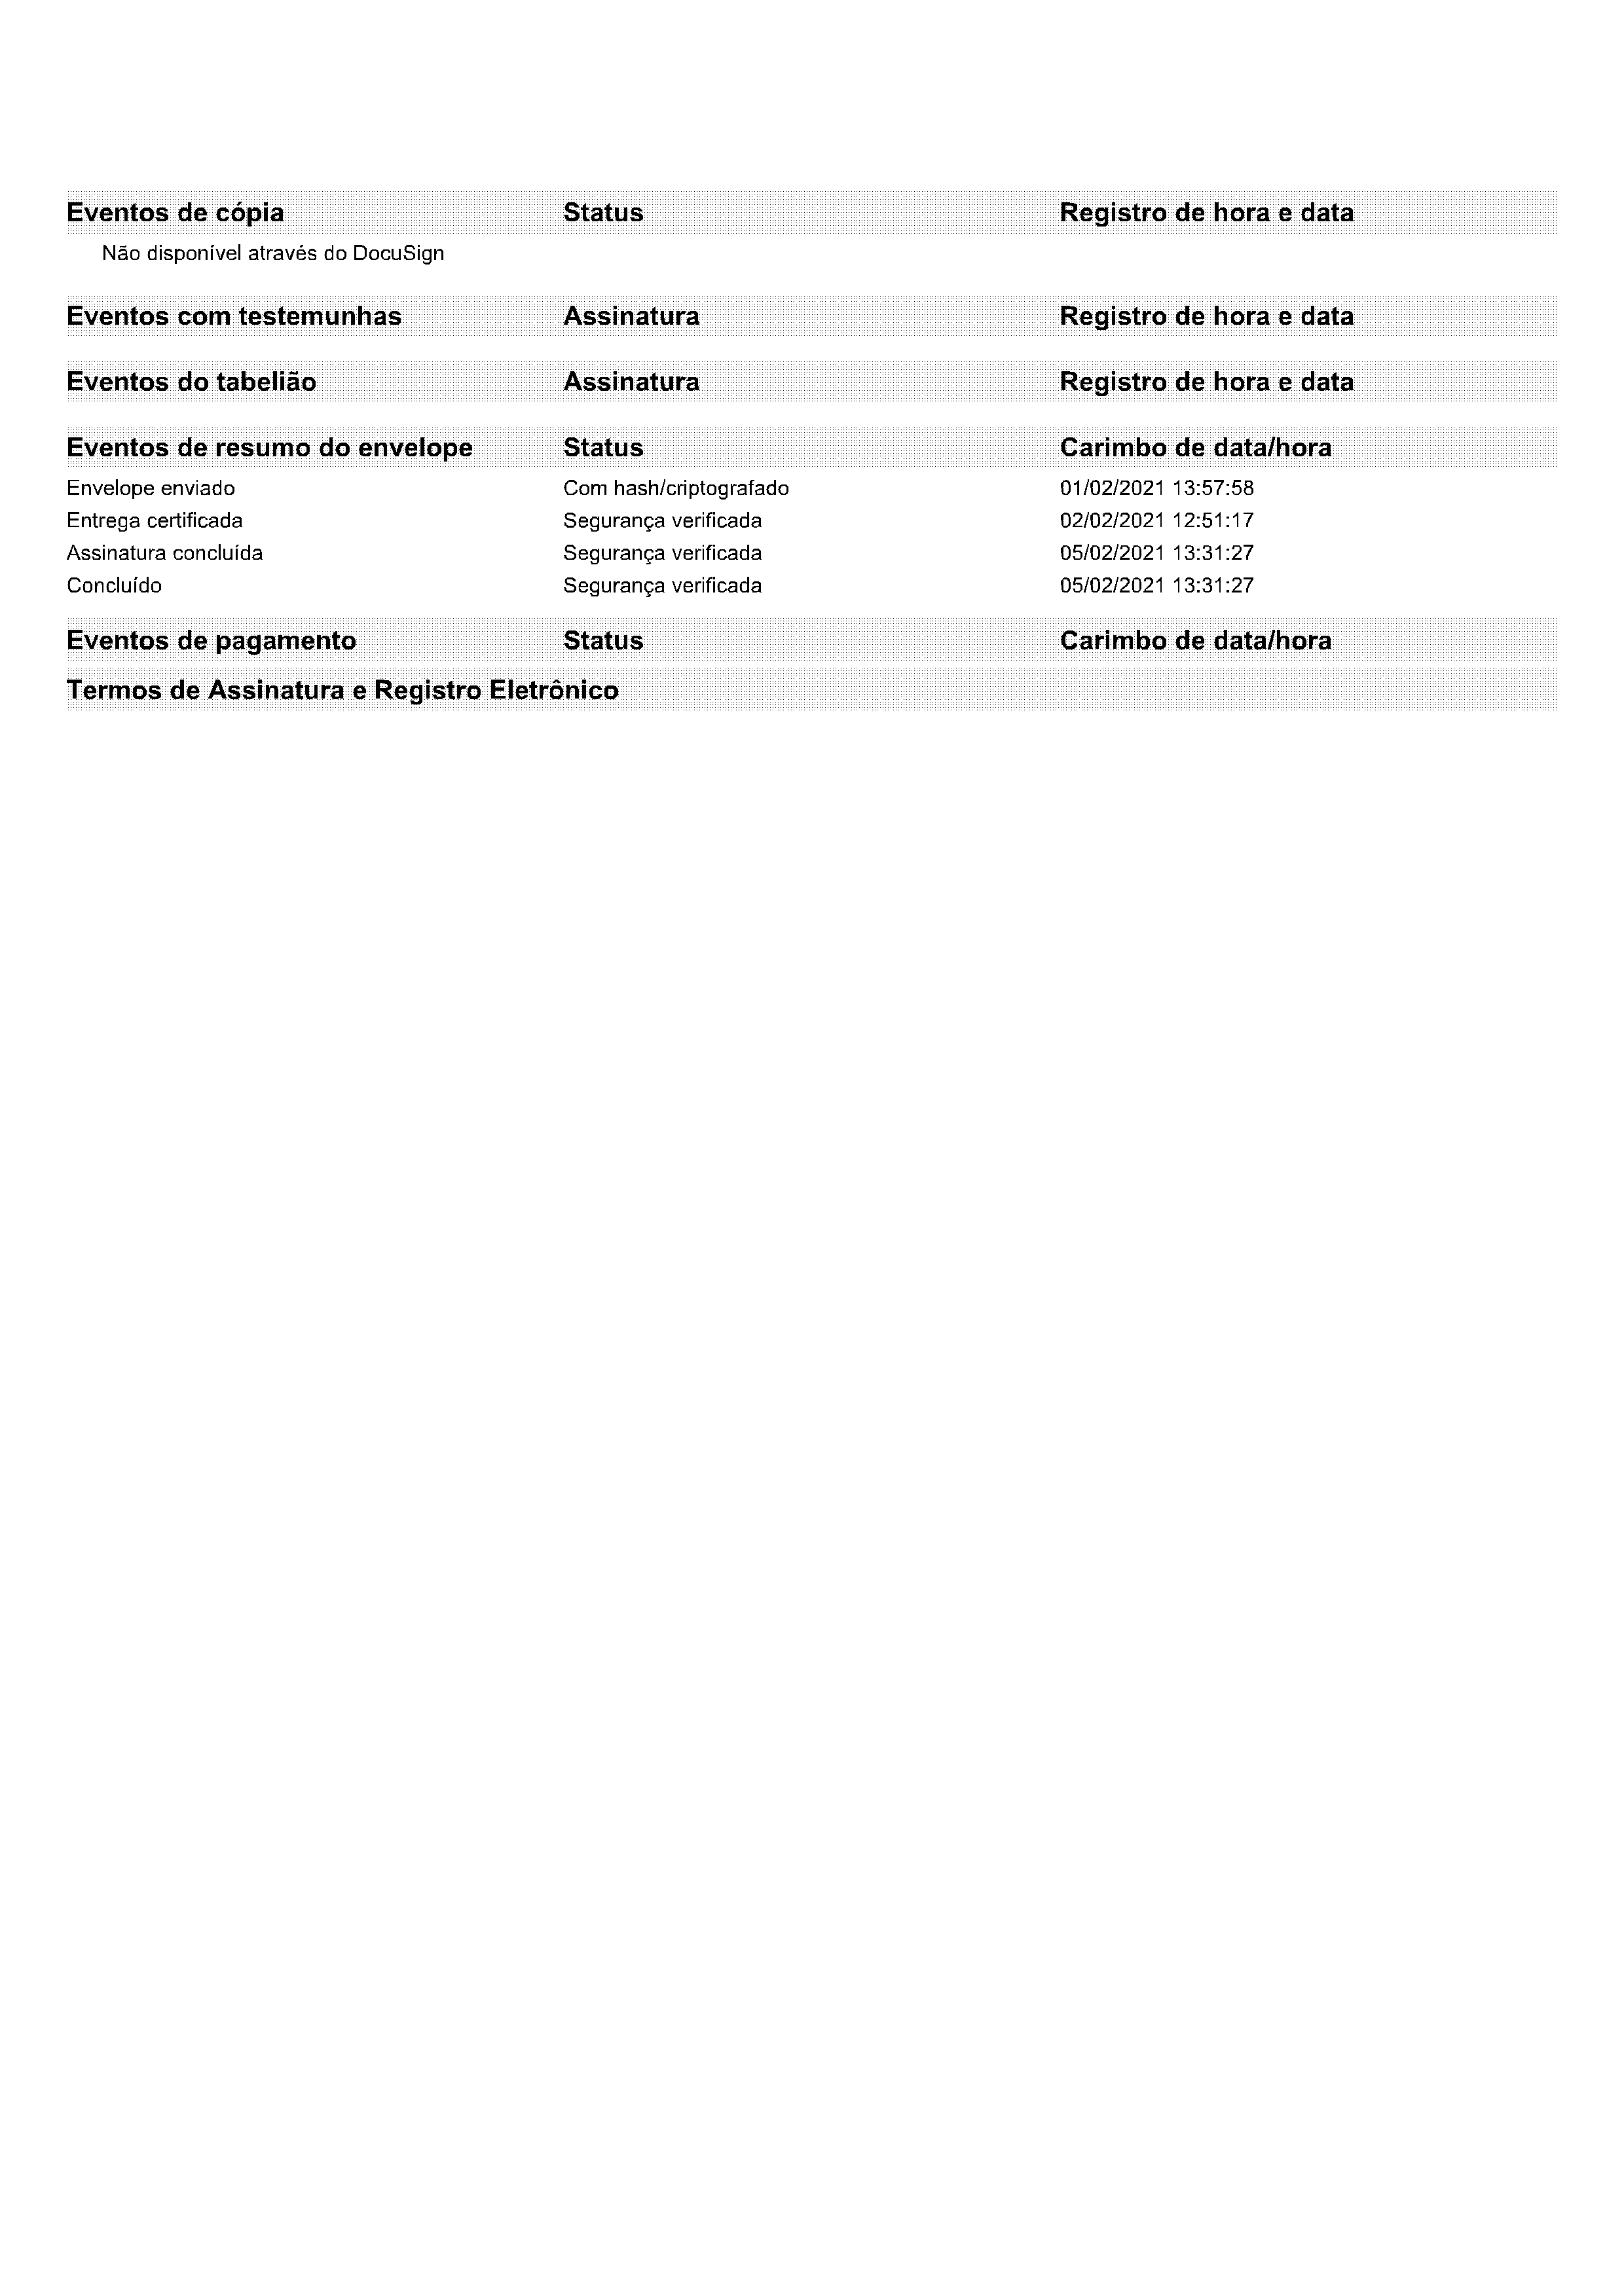 Eventos de cópia Status Registro de hora e data
Não disponível através do DocuSign
Eventos com testemunhas Assinatura Registro de hora e data
Eventos do tabelião Assinatura Registro de hora e data
Eventos de resumo do envelope Status Carimbo de data/hora
Envelope enviado Com hash/criptografado 01/02/2021 13:57:58
Entrega certificada Segurança verificada 02/02/2021 12:51:17
Assinatura concluída Segurança verificada 05/02/2021 13:31:27
Concluído Segurança verificada 05/02/2021 13:31:27
Eventos de pagamento Status Carimbo de data/hora
Termos de Assinatura e Registro Eletrônico